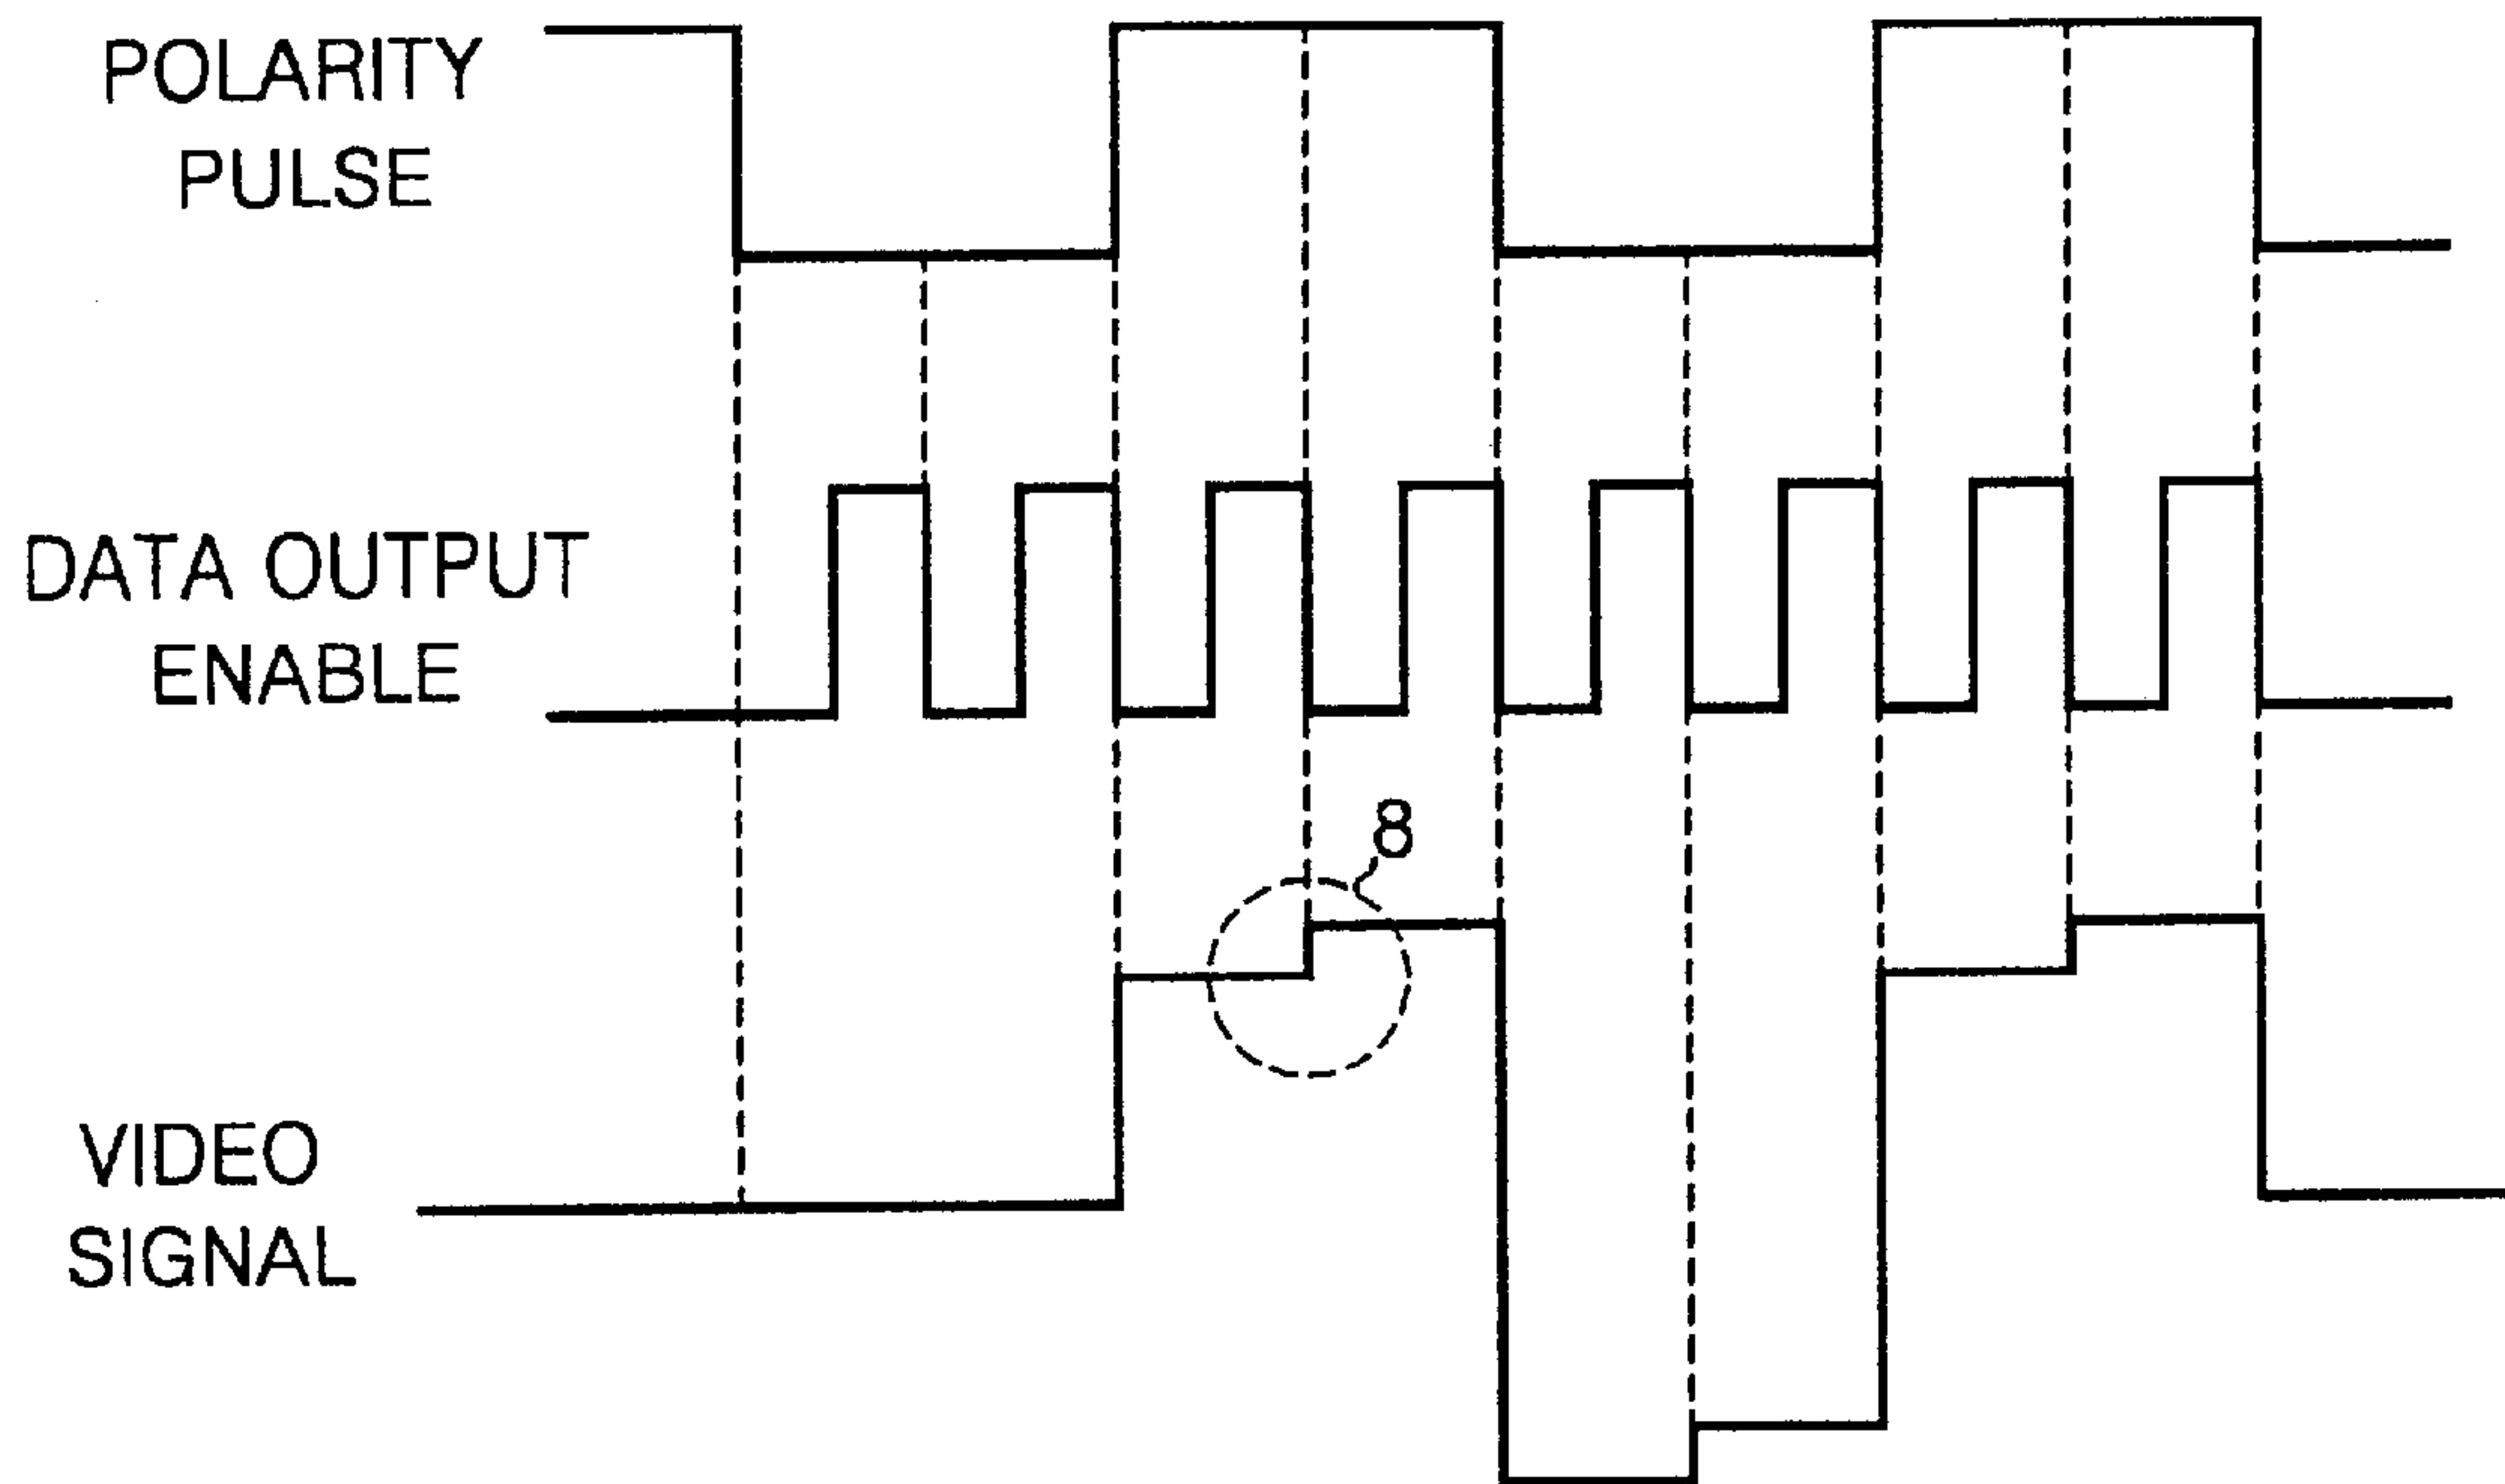 POLARITY
PULSE
DATA OUTPUT
ENABLE
8
VIDEO
SIGNAL